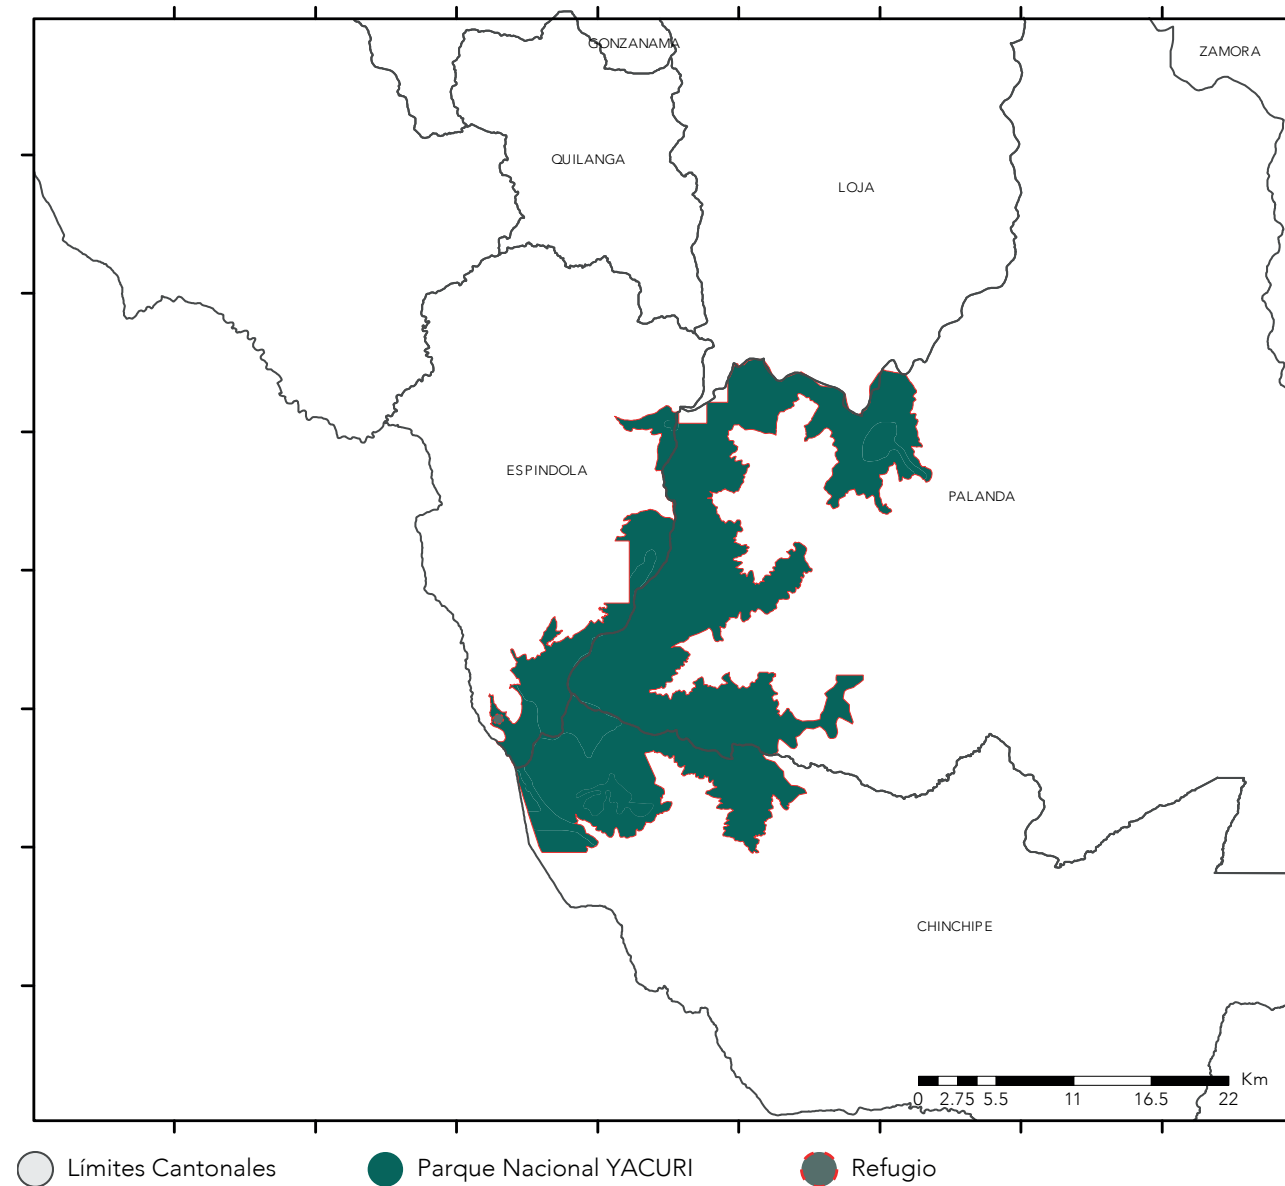 GONZANAMA
ZAMORA
QUILANGA
LOJA
ESPINDOLA
PALANDA
CHINCHIPE
Km
0 2.75 5.5 11 16.5 22
Límites Cantonales Parque Nacional YACURI Refugio